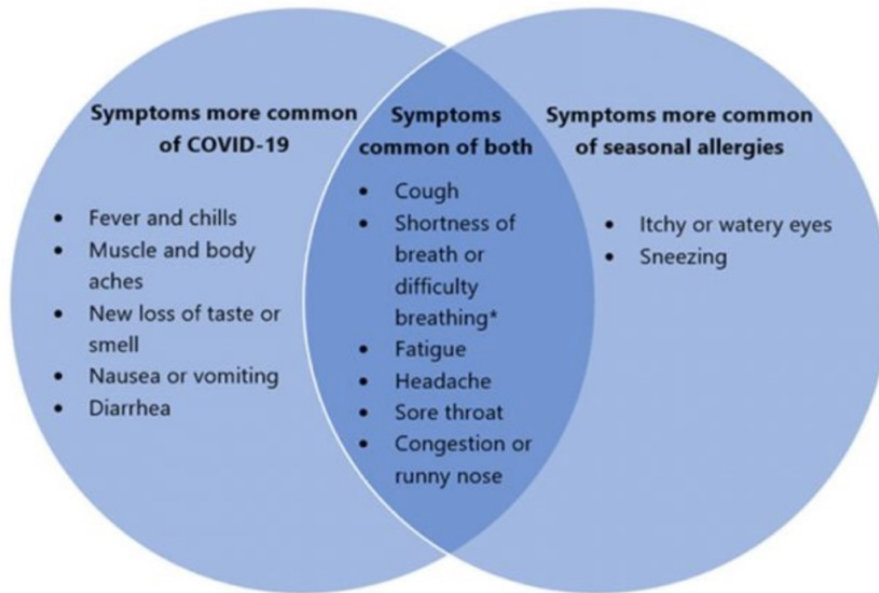 Symptoms more common
of COVID-19
• Fever and chills
• Muscle and body
aches
• New loss of taste or
smell
• Nausea or vomiting
• Diarrhea
Symptoms
common of both
• Cough
• Shortness of
breath or
difficulty
breathing*
• Fatigue
• Headache
• Sore throat
• Congestion or
runny nose
Symptoms more common
of seasonal allergies
• Itchy or watery eyes
• Sneezing